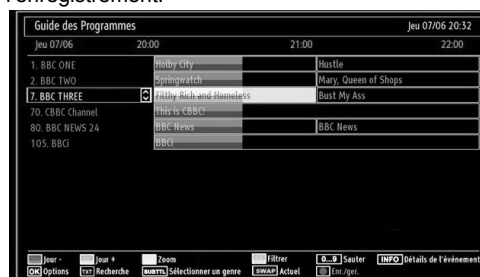 l'enregistrement.
Guide des Programmes Jeu 07/06 20:32
Jeu 07/06 20:00 21:00 22:00
1. BBC ONE Holby City Hustle
2. BBC TWO Springwatch Mary, Queen of Shops
7. BBC THREE Filthy Rich and Homeless Bust My Ass
70. CBBC Channel This is CBBC!
80. BBC NEWS 24 BBC News BBC News
105. BBCi BBCi
Jour - Jour + Zoom Filtrer 0...9 Sauter INFO Détails de l'événement
OK Options TXT Recherche SUBTTL Sélectionner un genre SWAP Actuel Enr./ger.